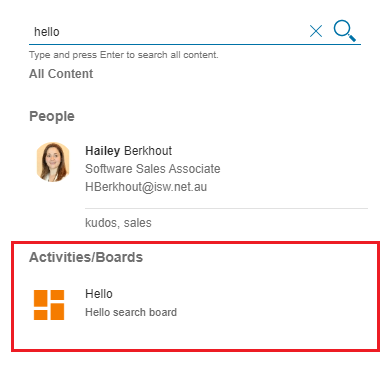 hello
Type and press Enter to search all content.
All Content
People
Hailey Berkhout
Software Sales Associate
HBerkhout@isw.net.au
kudos, sales
Activities/Boards
Hello
Hello search board